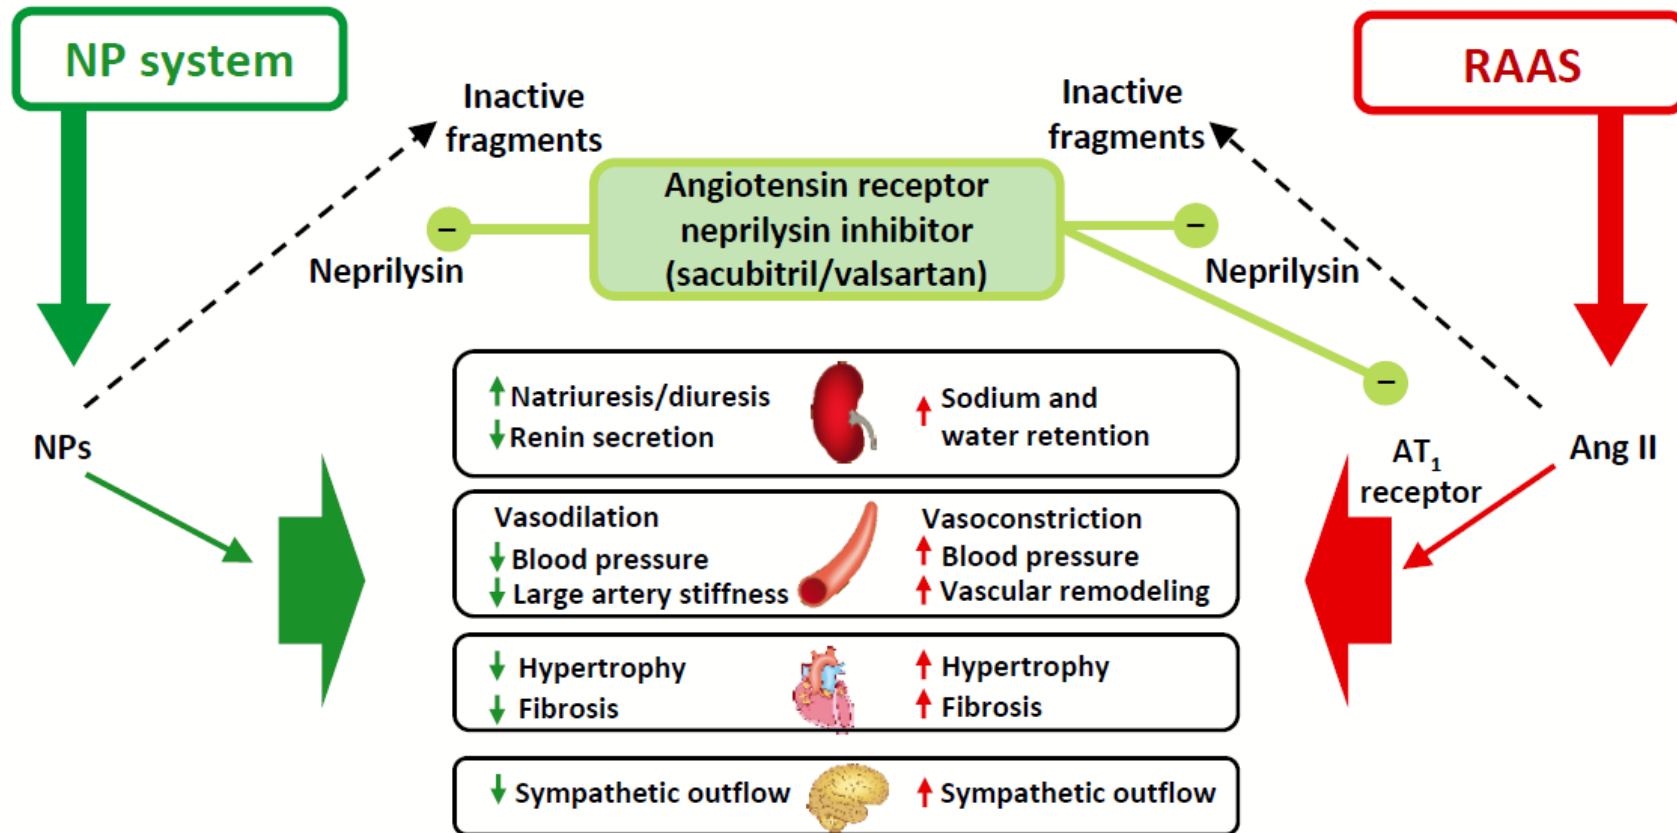 NP system
RAAS
Inactive
fragments
Inactive
fragments
Angiotensin receptor
neprilysin inhibitor
(sacubitril/valsartan)
−
−
Neprilysin
Neprilysin
−
↑ Natriuresis/diuresis
↓ Renin secretion
↑ Sodium and
water retention
NPs
AT₁
receptor
Ang II
Vasodilation
↓ Blood pressure
↓ Large artery stiffness
Vasoconstriction
↑ Blood pressure
↑ Vascular remodeling
↓ Hypertrophy
↓ Fibrosis
↑ Hypertrophy
↑ Fibrosis
↓ Sympathetic outflow
↑ Sympathetic outflow